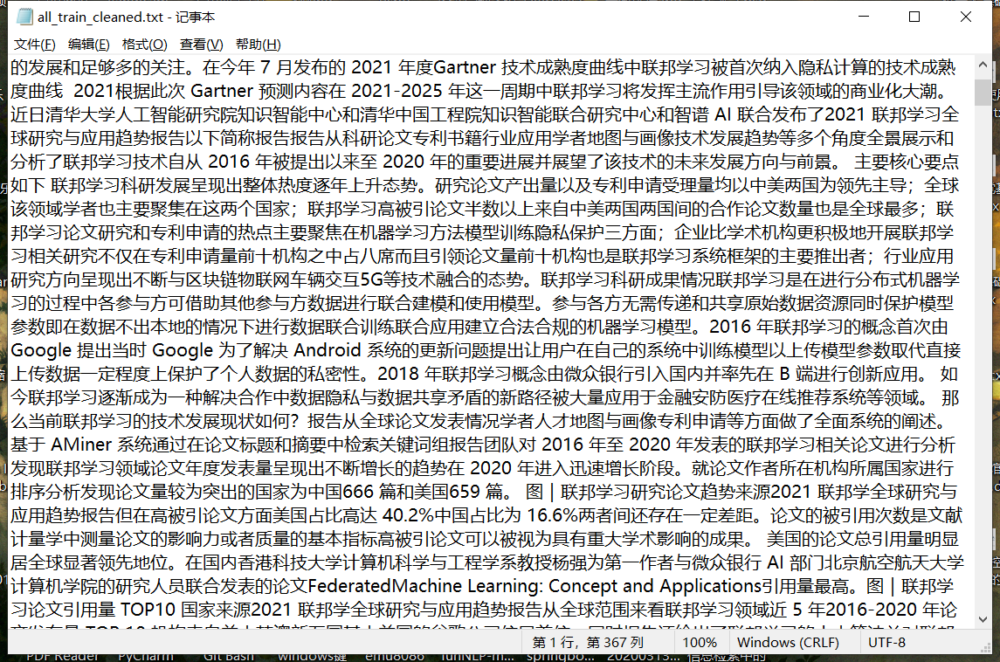 all_train_cleaned.txt - 记事本
文件(F) 编辑(E) 格式(O) 查看(V) 帮助(H)
的发展和足够多的关注。在今年 7 月发布的 2021 年度Gartner 技术成熟度曲线中联邦学习被首次纳入隐私计算的技术成熟
度曲线  2021根据此次 Gartner 预测内容在 2021-2025 年这一周期中联邦学习将发挥主流作用引导该领域的商业化大潮。
近日清华大学人工智能研究院知识智能中心和清华中国工程院知识智能联合研究中心和智谱 AI 联合发布了2021 联邦学习全
球研究与应用趋势报告以下简称报告报告从科研论文专利书籍行业应用学者地图与画像技术发展趋势等多个角度全景展示和
分析了联邦学习技术自从 2016 年被提出以来至 2020 年的重要进展并展望了该技术的未来发展方向与前景。 主要核心要点
如下 联邦学习科研发展呈现出整体热度逐年上升态势。研究论文产出量以及专利申请受理量均以中美两国为领先主导；全球
该领域学者也主要聚集在这两个国家；联邦学习高被引论文半数以上来自中美两国两国间的合作论文数量也是全球最多；联
邦学习论文研究和专利申请的热点主要聚焦在机器学习方法模型训练隐私保护三方面；企业比学术机构更积极地开展联邦学
习相关研究不仅在专利申请量前十机构之中占八席而且引领论文量前十机构也是联邦学习系统框架的主要推出者；行业应用
研究方向呈现出不断与区块链物联网车辆交互5G等技术融合的态势。联邦学习科研成果情况联邦学习是在进行分布式机器学
习的过程中各参与方可借助其他参与方数据进行联合建模和使用模型。参与各方无需传递和共享原始数据资源同时保护模型
参数即在数据不出本地的情况下进行数据联合训练联合应用建立合法合规的机器学习模型。2016 年联邦学习的概念首次由
Google 提出当时 Google 为了解决 Android 系统的更新问题提出让用户在自己的系统中训练模型以上传模型参数取代直接
上传数据一定程度上保护了个人数据的私密性。2018 年联邦学习概念由微众银行引入国内并率先在 B 端进行创新应用。 如
今联邦学习逐渐成为一种解决合作中数据隐私与数据共享矛盾的新路径被大量应用于金融安防医疗在线推荐系统等领域。 那
么当前联邦学习的技术发展现状如何？报告从全球论文发表情况学者人才地图与画像专利申请等方面做了全面系统的阐述。
基于 AMiner 系统通过在论文标题和摘要中检索关键词组报告团队对 2016 年至 2020 年发表的联邦学习相关论文进行分析
发现联邦学习领域论文年度发表量呈现出不断增长的趋势在 2020 年进入迅速增长阶段。就论文作者所在机构所属国家进行
排序分析发现论文量较为突出的国家为中国666 篇和美国659 篇。 图 | 联邦学习研究论文趋势来源2021 联邦学全球研究与
应用趋势报告但在高被引论文方面美国占比高达 40.2%中国占比为 16.6%两者间还存在一定差距。论文的被引用次数是文献
计量学中测量论文的影响力或者质量的基本指标高被引论文可以被视为具有重大学术影响的成果。 美国的论文总引用量明显
居全球显著领先地位。在国内香港科技大学计算机科学与工程学系教授杨强为第一作者与微众银行 AI 部门北京航空航天大学
计算机学院的研究人员联合发表的论文FederatedMachine Learning: Concept and Applications引用量最高。图 | 联邦学
习论文引用量 TOP10 国家来源2021 联邦学全球研究与应用趋势报告从全球范围来看联邦学习领域近 5 年2016-2020 年论
第 1 行，第 367 列 100% Windows (CRLF) UTF-8
PDF Reader PyCharm Git Bash windows键 emu8086 funNLP-m... springbo... 20200313... 信息检索中的